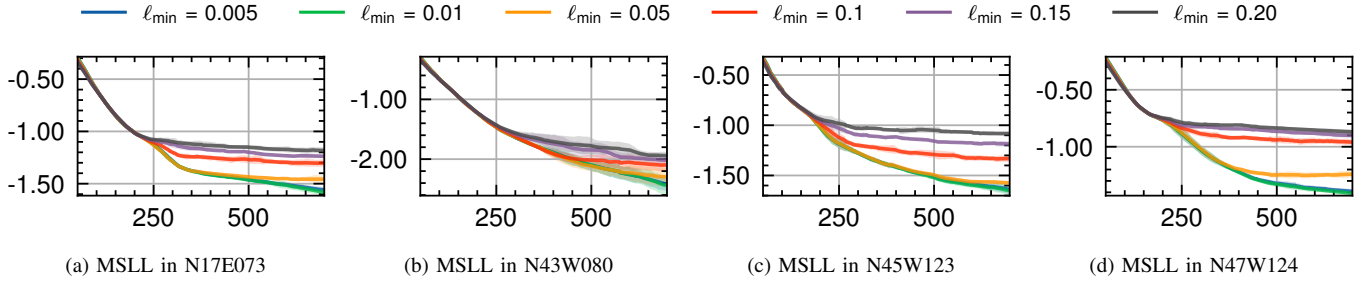 ℓmin = 0.005 ℓmin = 0.01 ℓmin = 0.05 ℓmin = 0.1 ℓmin = 0.15 ℓmin = 0.20
-0.50
-1.00
-1.50
250 500
(a) MSLL in N17E073
-1.00
-2.00
250 500
(b) MSLL in N43W080
-0.50
-1.00
-1.50
250 500
(c) MSLL in N45W123
-0.50
-1.00
250 500
(d) MSLL in N47W124